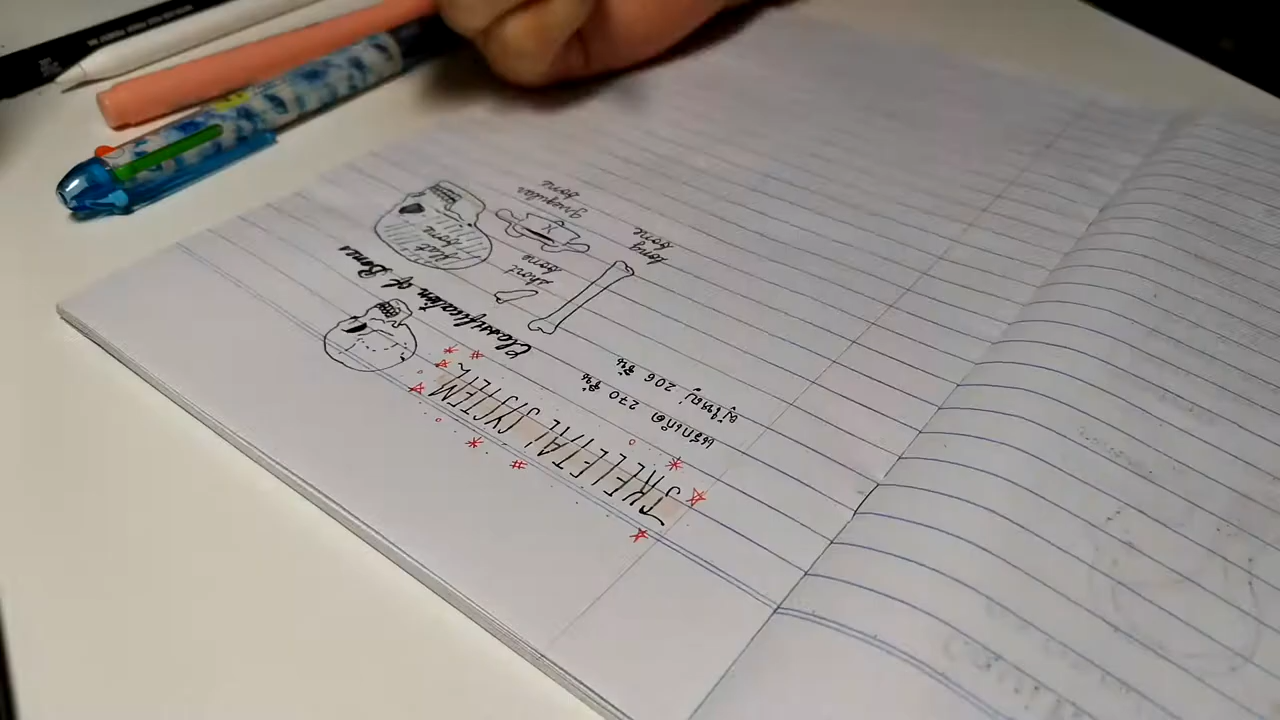 SKELETAL SYSTEM
แรกเกิด 270 ชิ้น
ผู้ใหญ่ 206 ชิ้น
Classification of Bones
long
bone
short
bone
irregular
bone
flat
bone